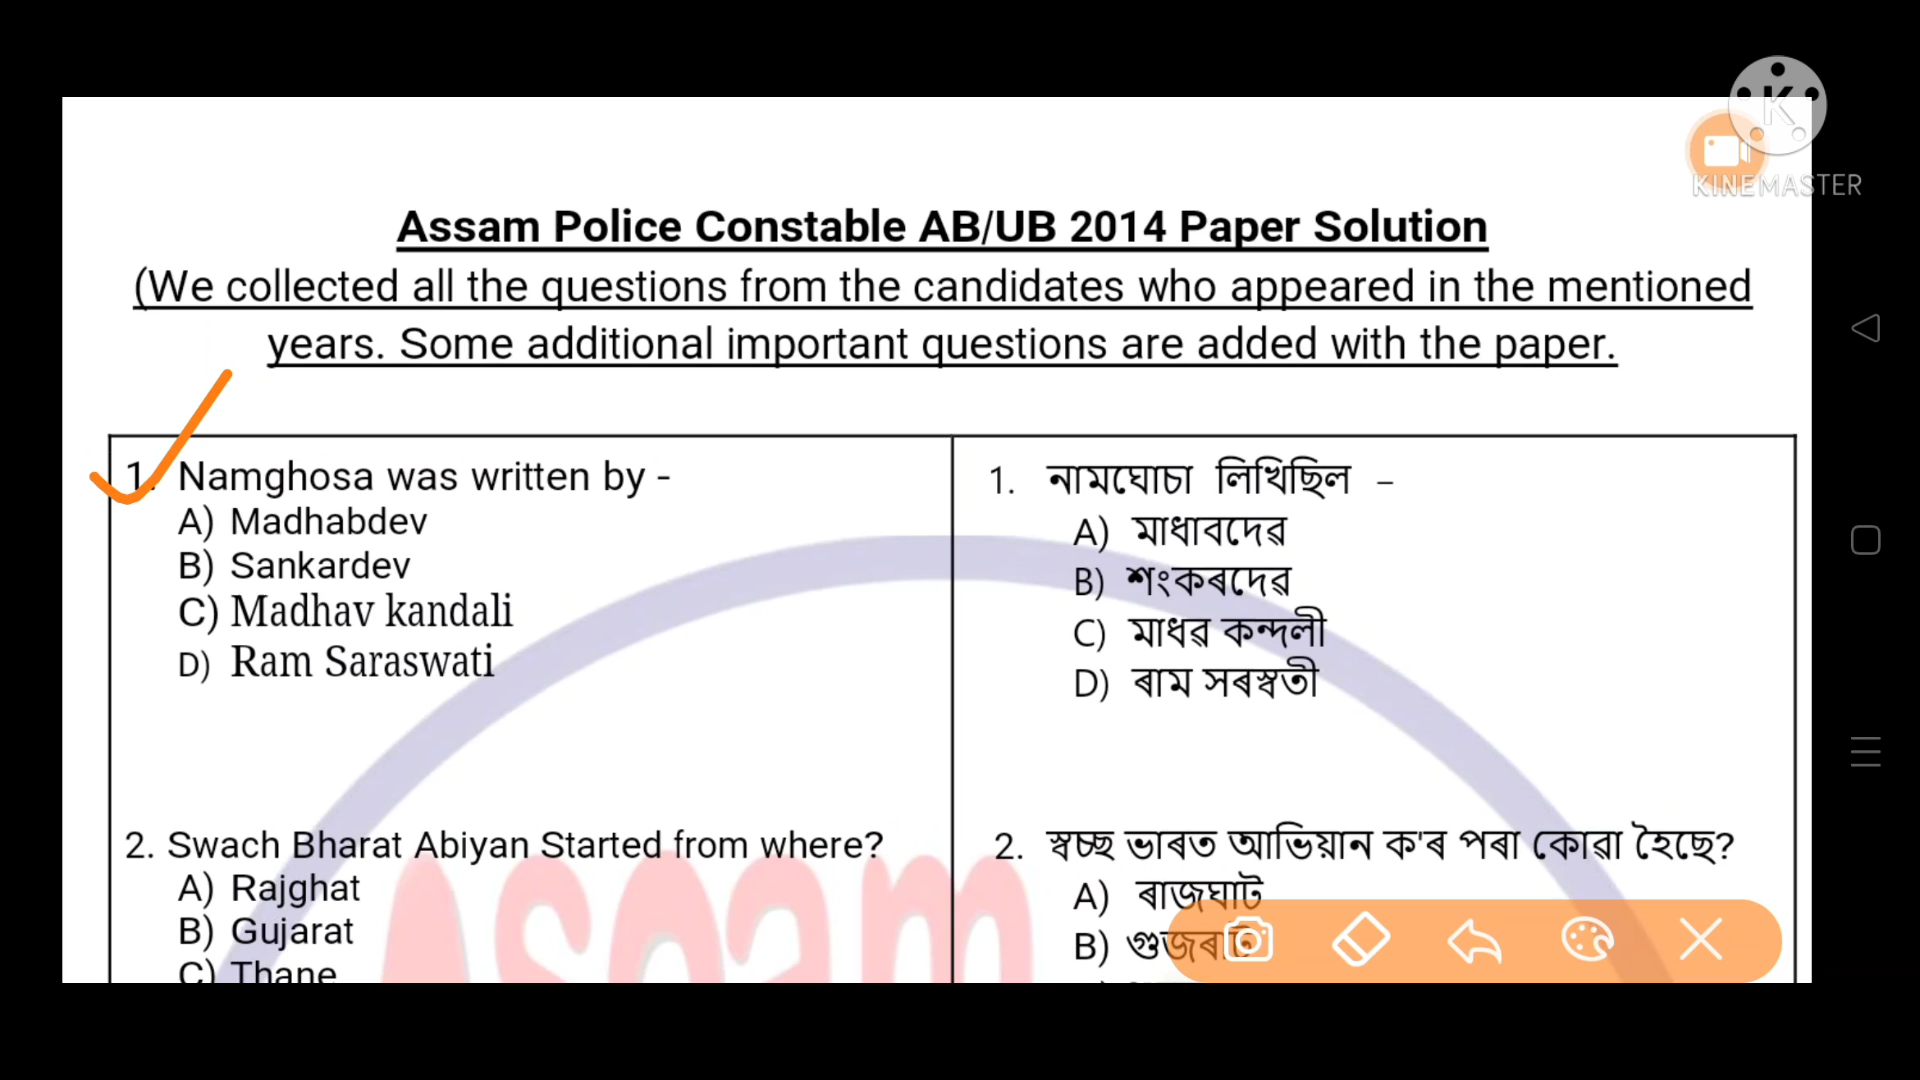 K
KINEMASTER
Assam Police Constable AB/UB 2014 Paper Solution
(We collected all the questions from the candidates who appeared in the mentioned
years. Some additional important questions are added with the paper.
1. Namghosa was written by -
A) Madhabdev
B) Sankardev
C) Madhav kandali
D) Ram Saraswati
2. Swach Bharat Abiyan Started from where?
A) Rajghat
B) Gujarat
C) Thane
1. নামঘোচা লিখিছিল –
A) মাধাবদেৱ
B) শংকৰদেৱ
C) মাধৱ কন্দলী
D) ৰাম সৰস্বতী
2. স্বচ্ছ ভাৰত আভিয়ান ক'ৰ পৰা কোৱা হৈছে?
A) ৰাজঘাট
B) গুজৰাট
Assam